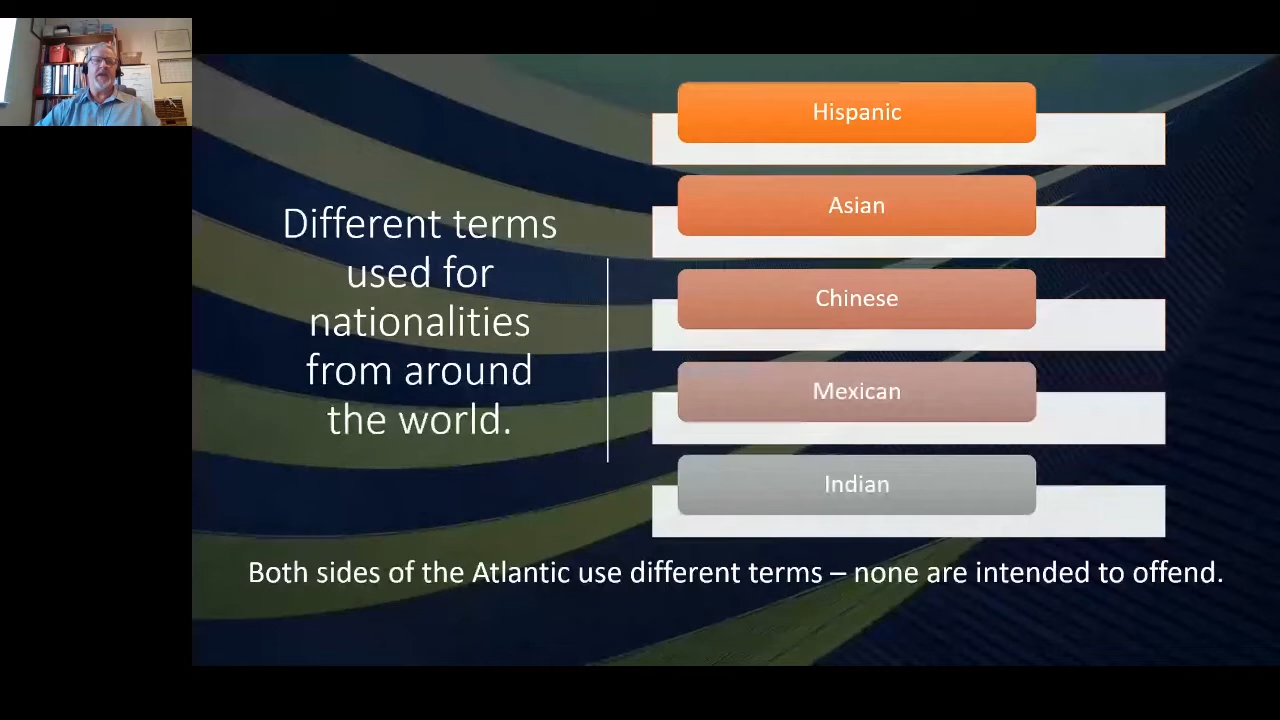 Different terms
used for
nationalities
from around
the world.
Hispanic
Asian
Chinese
Mexican
Indian
Both sides of the Atlantic use different terms – none are intended to offend.